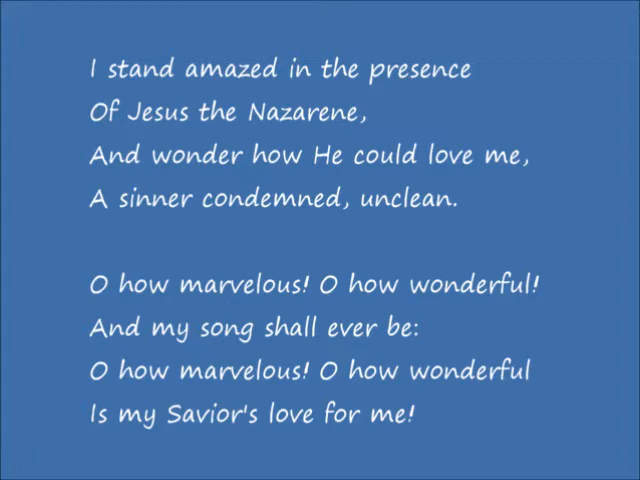 I stand amazed in the presence
Of Jesus the Nazarene,
And wonder how He could love me,
A sinner condemned, unclean.
O how marvelous! O how wonderful!
And my song shall ever be:
O how marvelous! O how wonderful
Is my Savior's love for me!